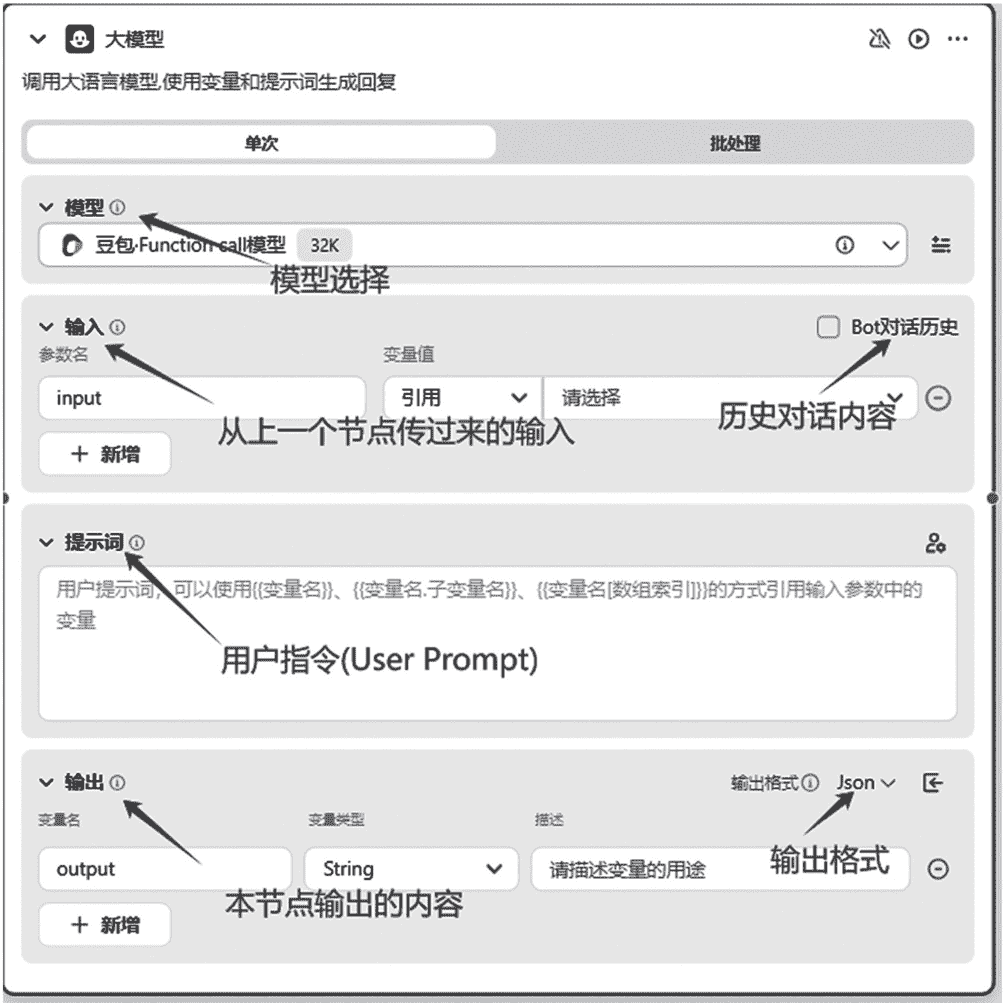 大模型
调用大语言模型,使用变量和提示词生成回复
单次 批处理
模型
豆包·Function call模型 32K
模型选择
输入 Bot对话历史
参数名 变量值
input 引用 请选择
历史对话内容
从上一个节点传过来的输入
+ 新增
提示词
用户提示词，可以使用{{变量名}}、{{变量名.子变量名}}、{{变量名[数组索引]}}的方式引用输入参数中的
变量
用户指令(User Prompt)
输出 输出格式 Json
变量名 变量类型 描述
output String 请描述变量的用途
输出格式
本节点输出的内容
+ 新增